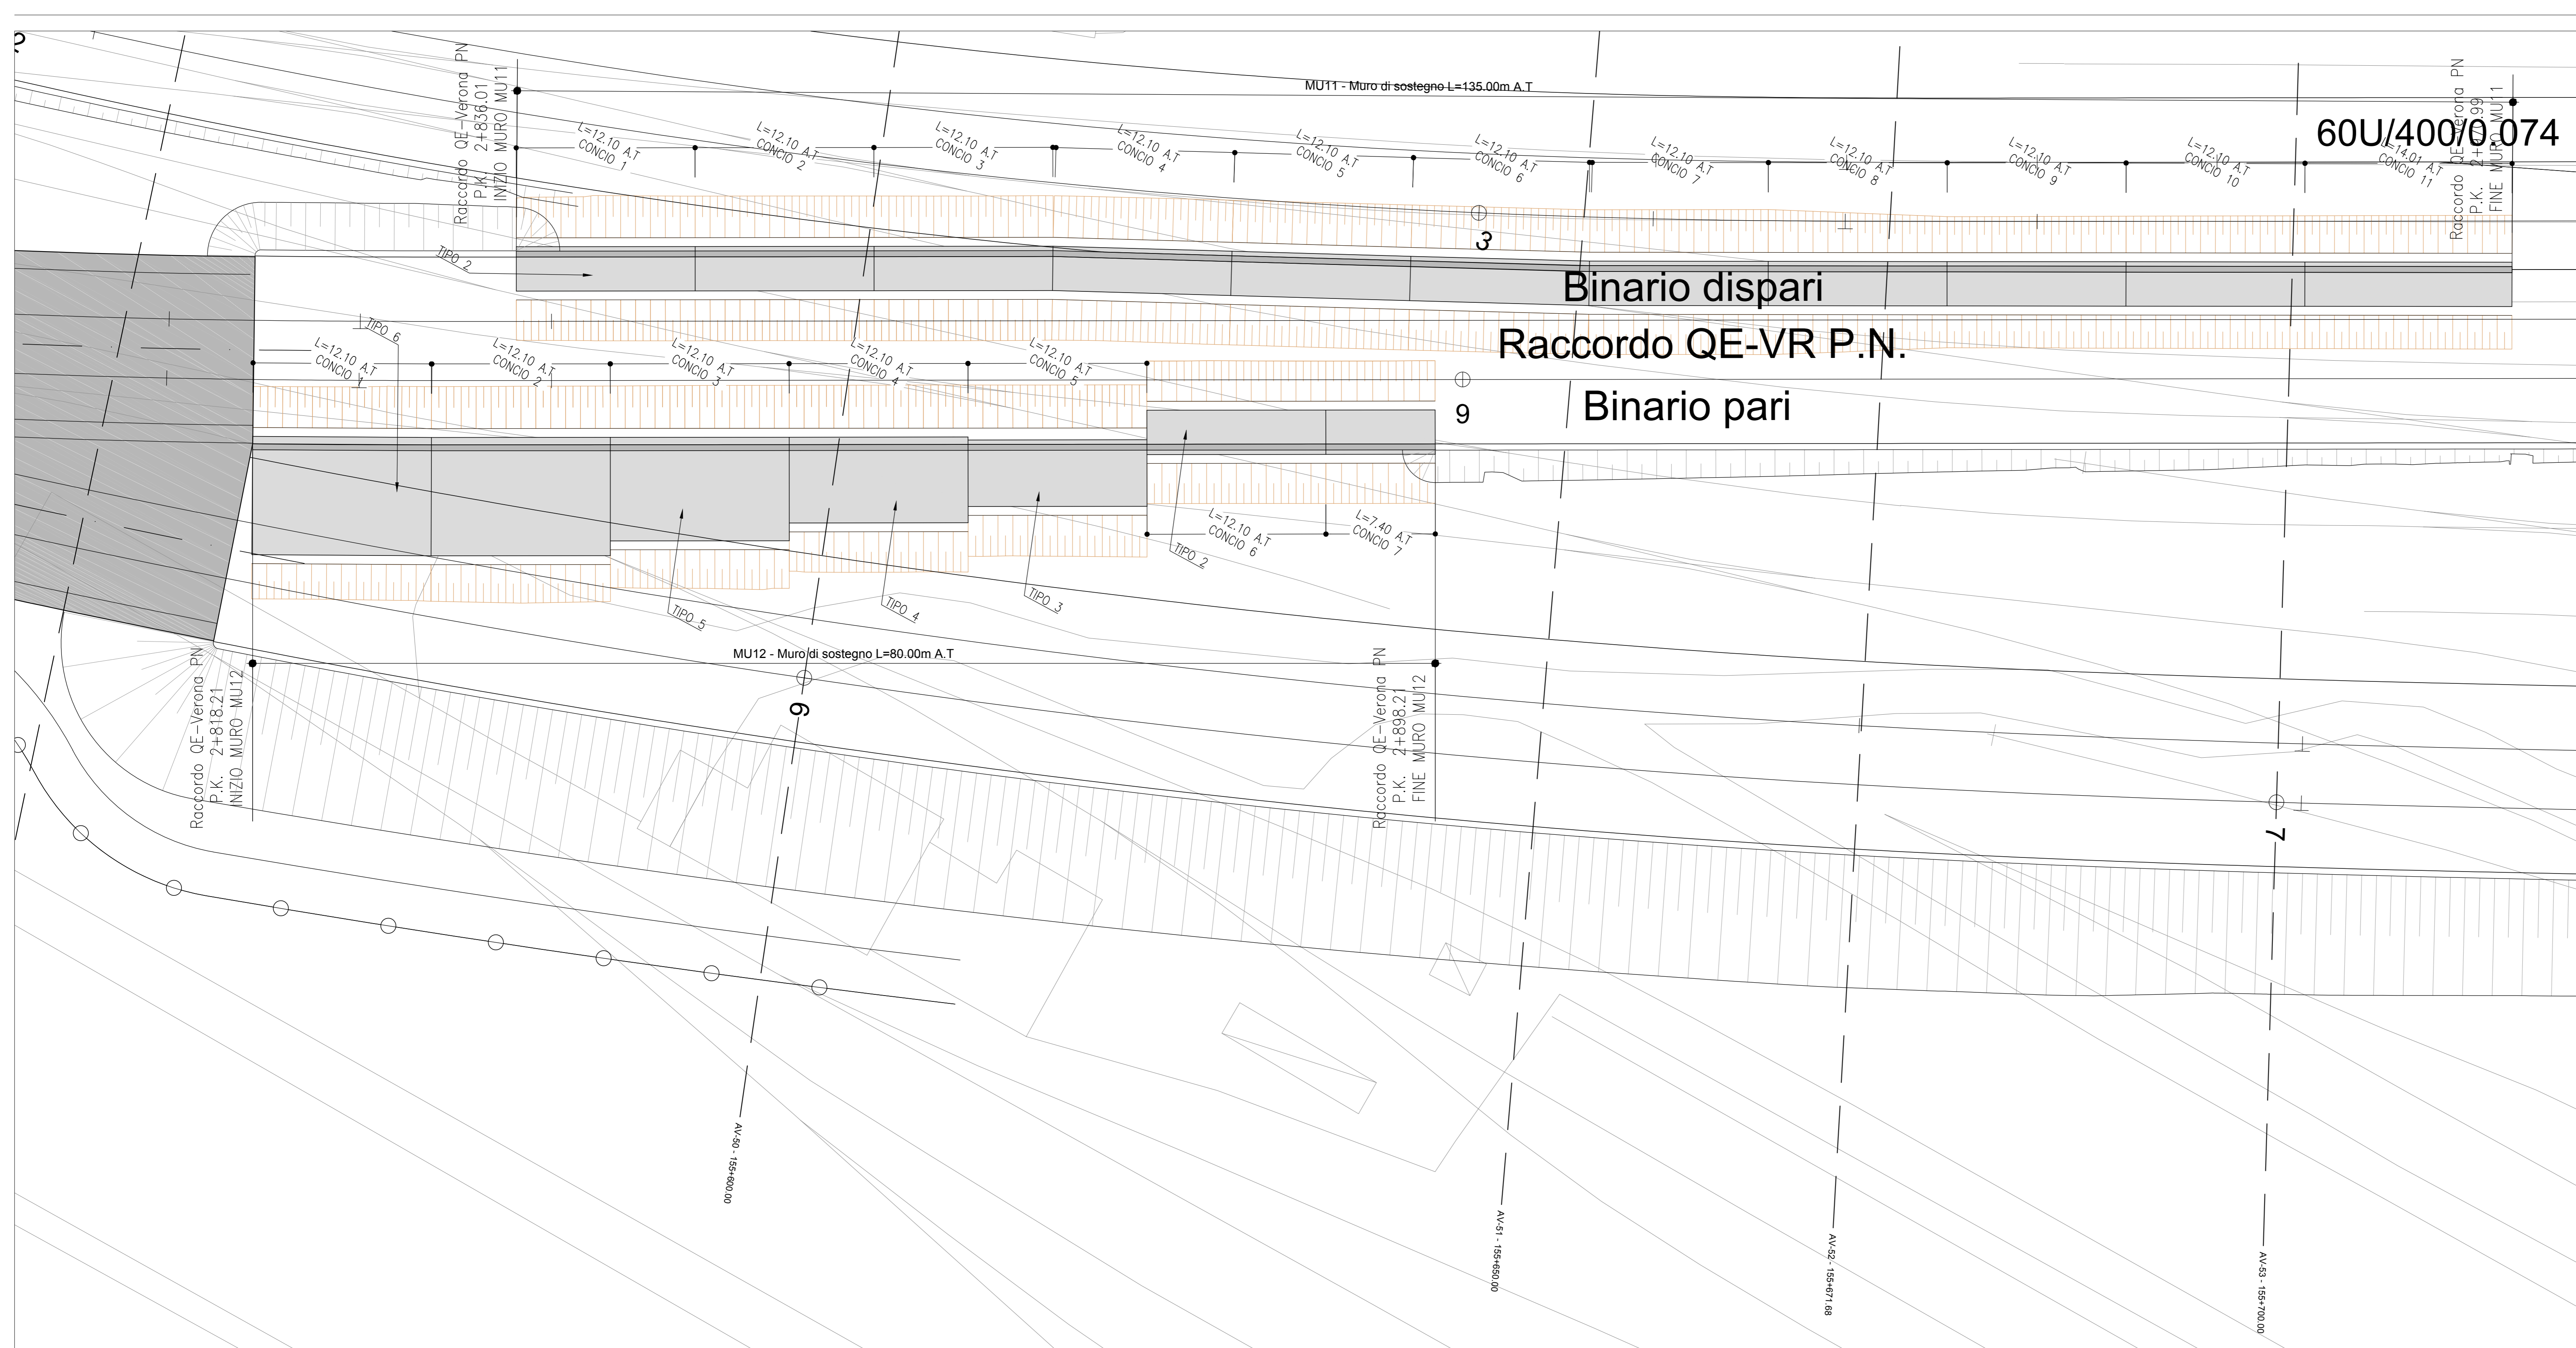 MU11 - Muro di sostegno L=135.00m A.T
Raccordo QE-Verona PN
P.K. 2+836.01
INIZIO MURO MU11
Raccordo QE-Verona PN
FINE MURO MU11
60U/400/0.074
L=12.10 A.T
CONCIO 1
L=12.10 A.T
CONCIO 2
L=12.10 A.T
CONCIO 3
L=12.10 A.T
CONCIO 4
L=12.10 A.T
CONCIO 5
L=12.10 A.T
CONCIO 6
L=12.10 A.T
CONCIO 7
L=12.10 A.T
CONCIO 8
L=12.10 A.T
CONCIO 9
L=12.10 A.T
CONCIO 10
L=14.01 A.T
CONCIO 11
3
TIPO 2
Binario dispari
TIPO 6
Raccordo QE-VR P.N.
L=12.10 A.T
CONCIO 1
L=12.10 A.T
CONCIO 2
L=12.10 A.T
CONCIO 3
L=12.10 A.T
CONCIO 4
L=12.10 A.T
CONCIO 5
9
Binario pari
L=12.10 A.T
CONCIO 6
L=7.40 A.T
CONCIO 7
TIPO 2
TIPO 3
TIPO 4
TIPO 5
MU12 - Muro di sostegno L=80.00m A.T
Raccordo QE-Verona PN
P.K. 2+818.21
INIZIO MURO MU12
Raccordo QE-Verona PN
P.K. 2+898.21
FINE MURO MU12
6
7
AV-50 - 155+600.00
AV-51 - 155+650.00
AV-52 - 155+671.68
AV-53 - 155+700.00